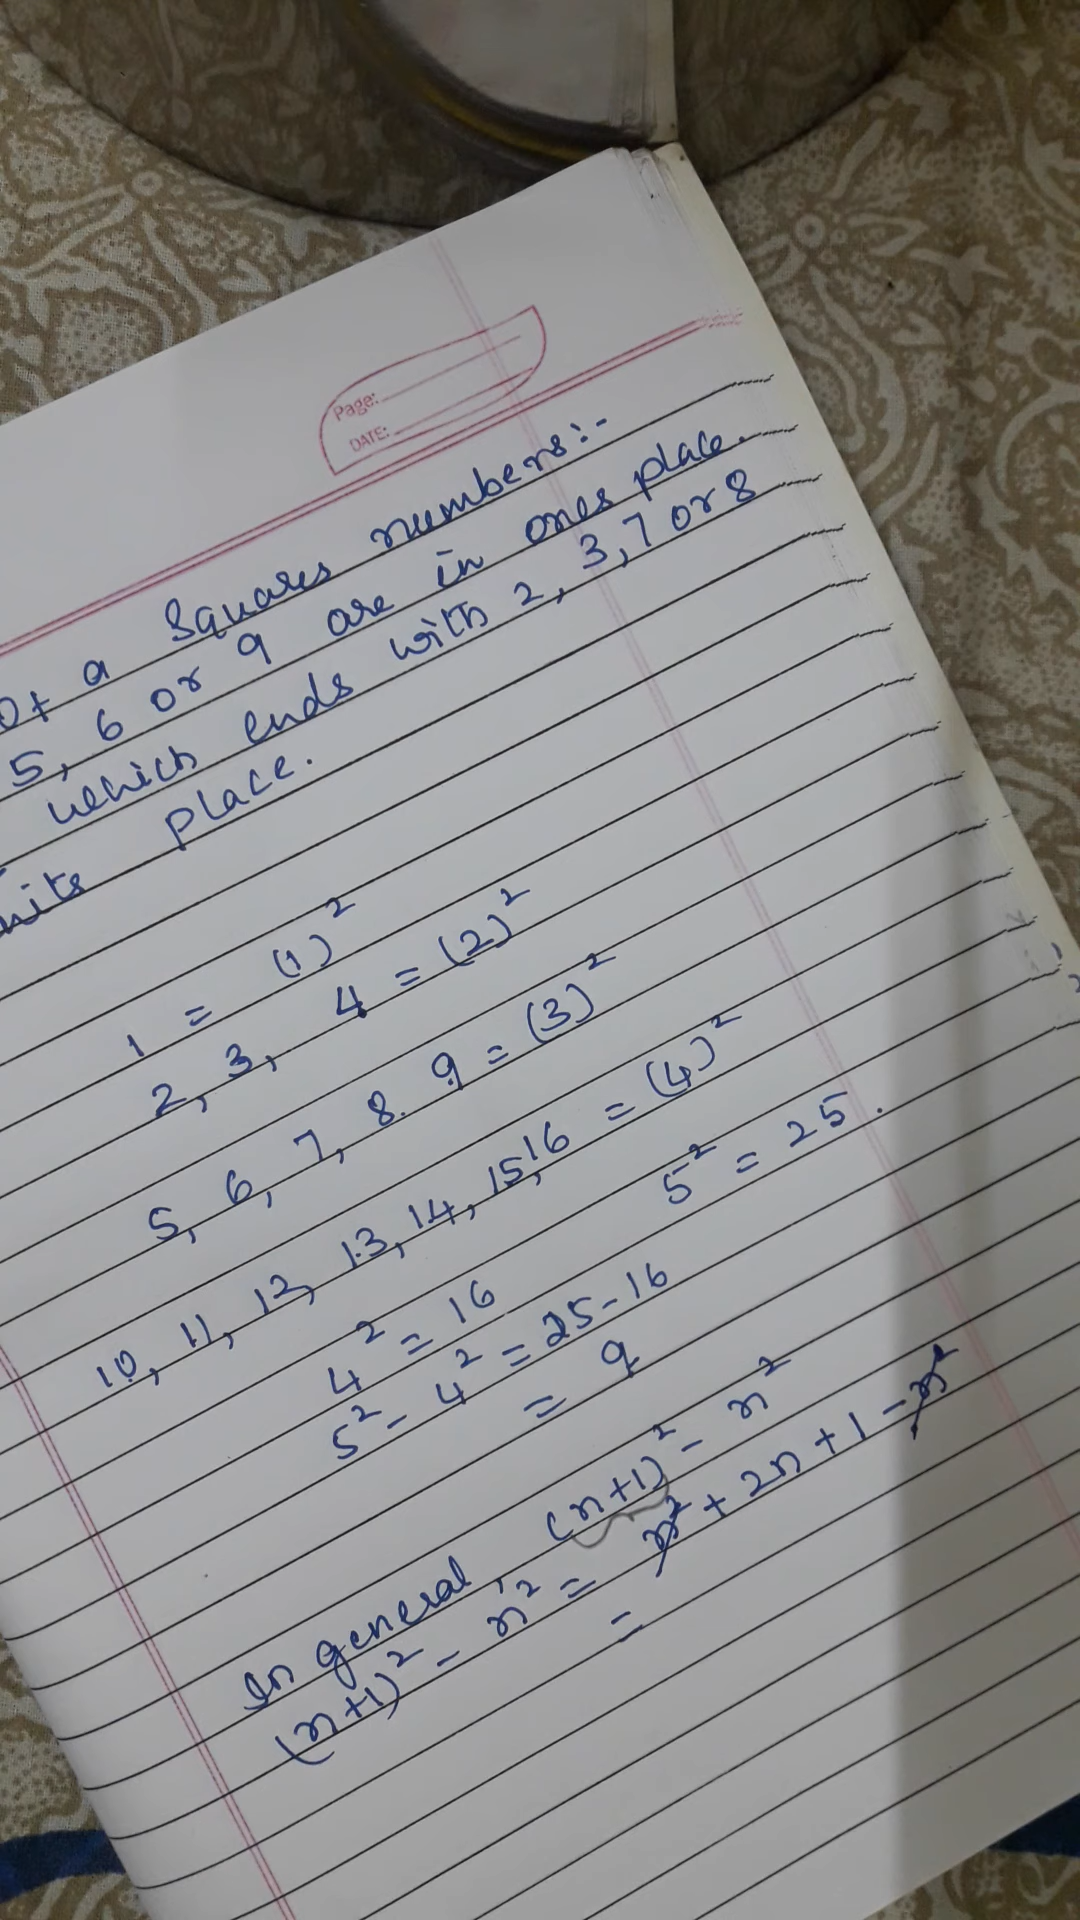 Page:
DATE:
a Squares numbers:-
5, 6 or 9 are in ones place.
which ends with 2, 3, 7 or 8
place.
1 = (1)²
2, 3, 4 = (2)²
5, 6, 7, 8. 9 = (3)²
10, 11, 12, 13, 14, 15, 16 = (4)²
4² = 16 5² = 25.
5² - 4² = 25 - 16
= 9
In general, (n+1)² - n²
(n+1)² - n² = n² + 2n + 1 - n²
=